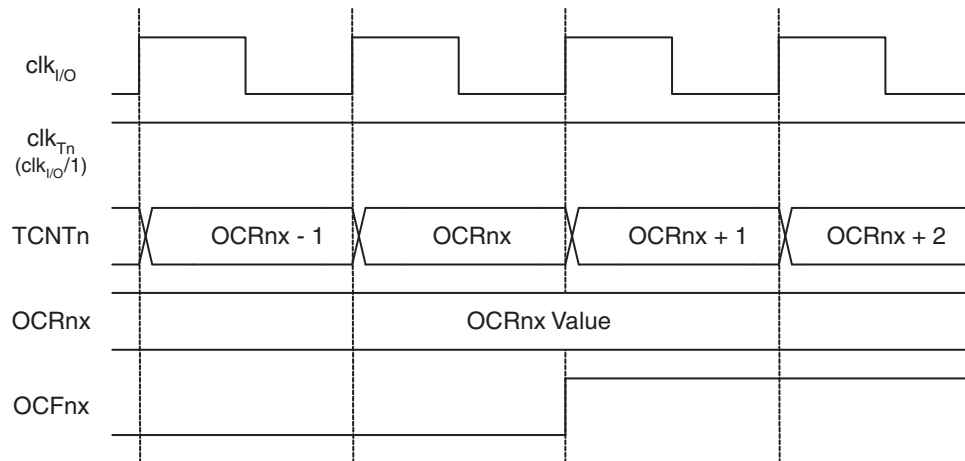 clkI/O
clkTn
(clkI/O/1)
TCNTn
OCRnx - 1
OCRnx
OCRnx + 1
OCRnx + 2
OCRnx
OCRnx Value
OCFnx